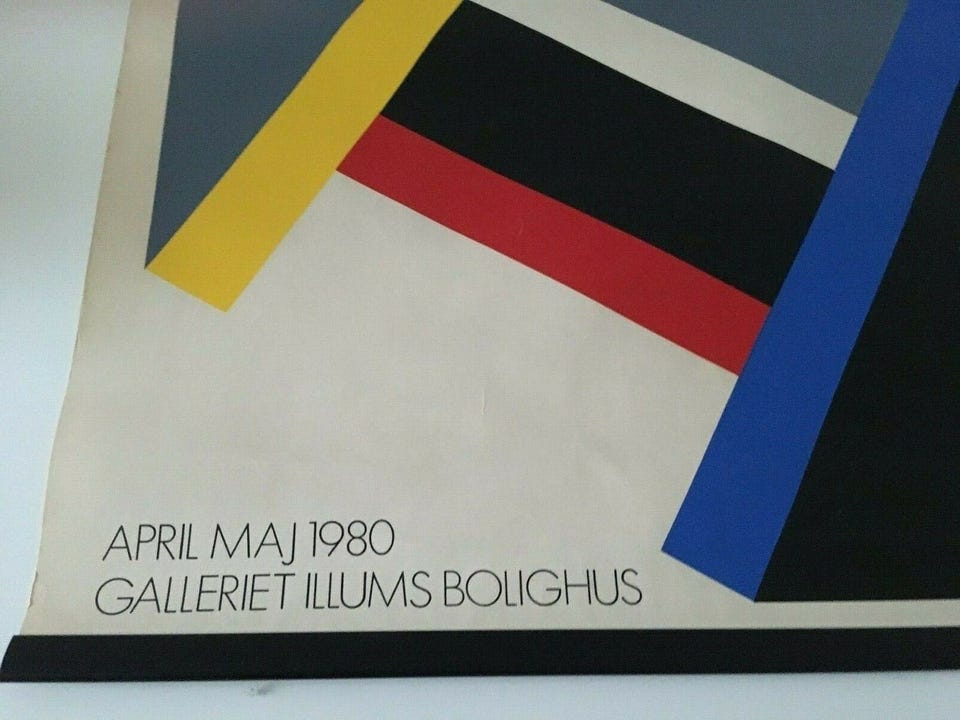 APRIL MAJ 1980
GALLERIET ILLUMS BOLIGHUS